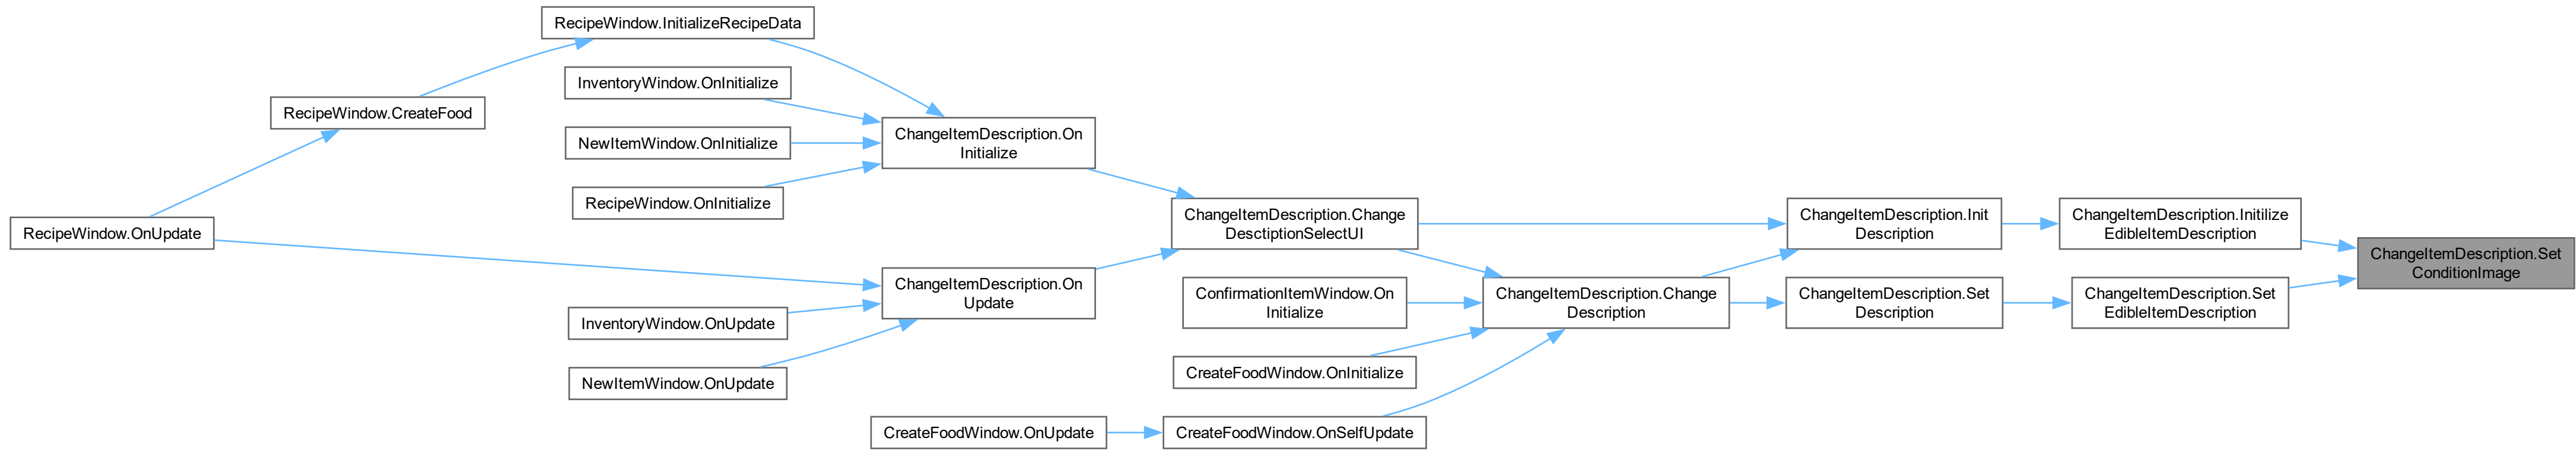 RecipeWindow.InitializeRecipeData
InventoryWindow.OnInitialize
RecipeWindow.CreateFood
NewItemWindow.OnInitialize
ChangeItemDescription.On
Initialize
RecipeWindow.OnInitialize
RecipeWindow.OnUpdate
ChangeItemDescription.Change
DesctiptionSelectUI
ChangeItemDescription.Init
Description
ChangeItemDescription.Initilize
EdibleItemDescription
ChangeItemDescription.Set
ConditionImage
ChangeItemDescription.On
Update
ConfirmationItemWindow.On
Initialize
ChangeItemDescription.Change
Description
ChangeItemDescription.Set
Description
ChangeItemDescription.Set
EdibleItemDescription
InventoryWindow.OnUpdate
NewItemWindow.OnUpdate
CreateFoodWindow.OnInitialize
CreateFoodWindow.OnUpdate
CreateFoodWindow.OnSelfUpdate